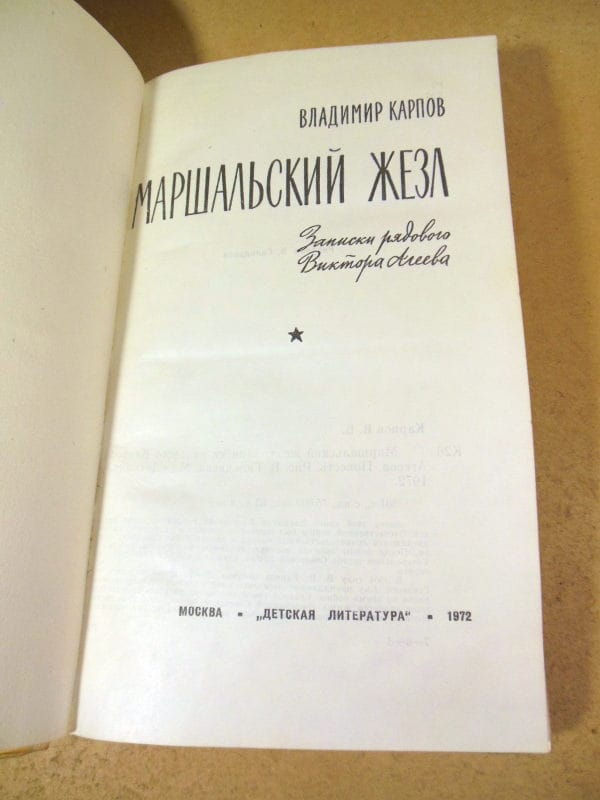 ВЛАДИМИР КАРПОВ
МАРШАЛЬСКИЙ ЖЕЗЛ
Записки рядового
Виктора Агеева
МОСКВА ▪ „ДЕТСКАЯ ЛИТЕРАТУРА“ ▪ 1972